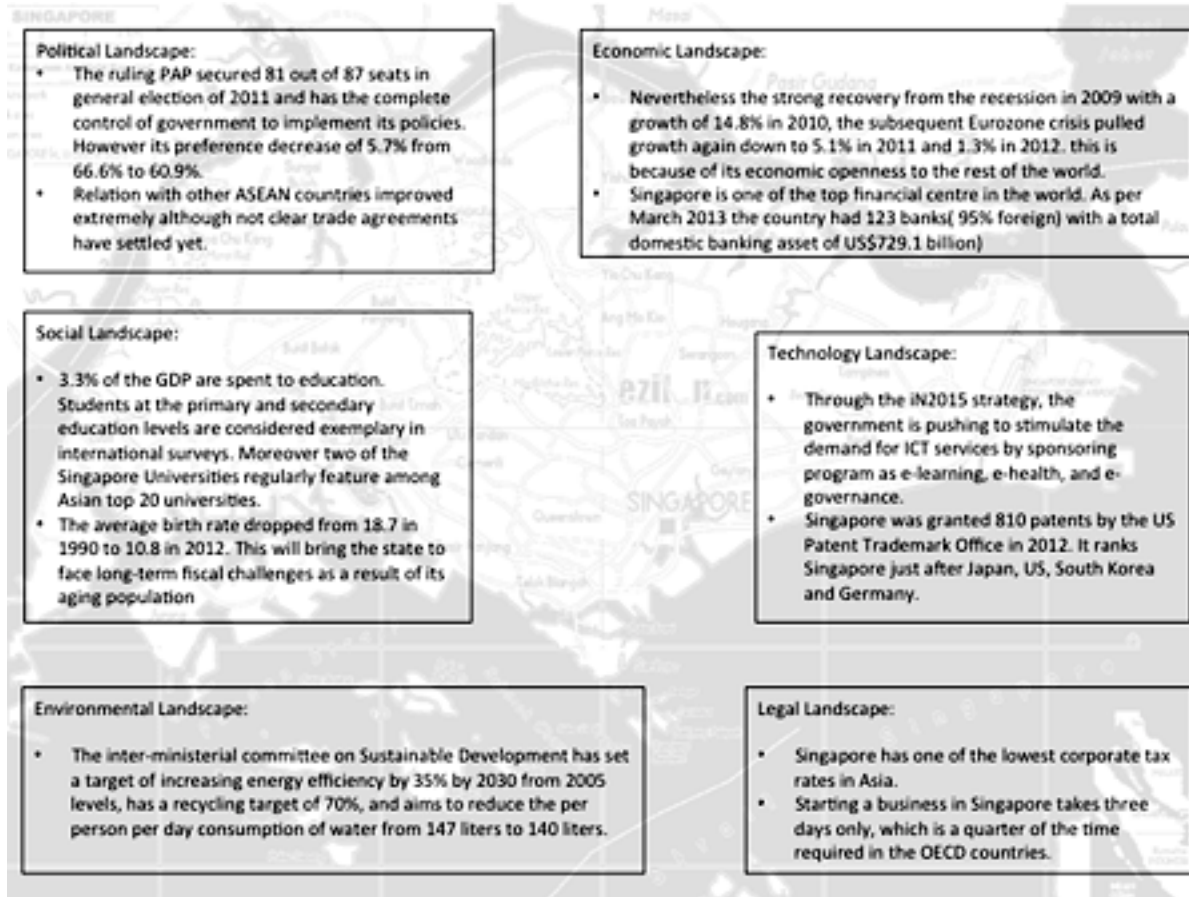 SINGAPORE
Masai
Pasir Gudang
Political Landscape:
• The ruling PAP secured 81 out of 87 seats in
general election of 2011 and has the complete
control of government to implement its policies.
However its preference decrease of 5.7% from
66.6% to 60.9%.
• Relation with other ASEAN countries improved
extremely although not clear trade agreements
have settled yet.
Economic Landscape:
• Nevertheless the strong recovery from the recession in 2009 with a
growth of 14.8% in 2010, the subsequent Eurozone crisis pulled
growth again down to 5.1% in 2011 and 1.3% in 2012. this is
because of its economic openness to the rest of the world.
• Singapore is one of the top financial centre in the world. As per
March 2013 the country had 123 banks( 95% foreign) with a total
domestic banking asset of US$729.1 billion)
Yio Chu Kang
Ang Mo Kio
Hougang
Social Landscape:
• 3.3% of the GDP are spent to education.
Students at the primary and secondary
education levels are considered exemplary in
international surveys. Moreover two of the
Singapore Universities regularly feature among
Asian top 20 universities.
• The average birth rate dropped from 18.7 in
1990 to 10.8 in 2012. This will bring the state to
face long-term fiscal challenges as a result of its
aging population
Toa Payoh
SINGAPORE
Queenstown
Technology Landscape:
• Through the iN2015 strategy, the
government is pushing to stimulate the
demand for ICT services by sponsoring
program as e-learning, e-health, and e-
governance.
• Singapore was granted 810 patents by the US
Patent Trademark Office in 2012. It ranks
Singapore just after Japan, US, South Korea
and Germany.
Environmental Landscape:
• The inter-ministerial committee on Sustainable Development has set
a target of increasing energy efficiency by 35% by 2030 from 2005
levels, has a recycling target of 70%, and aims to reduce the per
person per day consumption of water from 147 liters to 140 liters.
Legal Landscape:
• Singapore has one of the lowest corporate tax
rates in Asia.
• Starting a business in Singapore takes three
days only, which is a quarter of the time
required in the OECD countries.